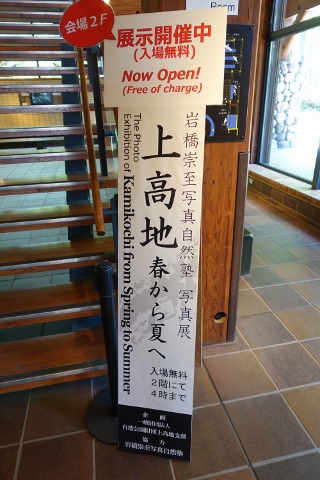 会場２Ｆ
展示開催中
(入場無料)
Now Open!
(Free of charge)
Room
岩橋崇至写真自然塾 写真展
上高地 春から夏へ
The Photo
Exhibition of Kamikochi from Spring to Summer
入場無料
２階にて
４時まで
企 画
一般財団法人
自然公園財団上高地支部
協 力
岩橋崇至写真自然塾